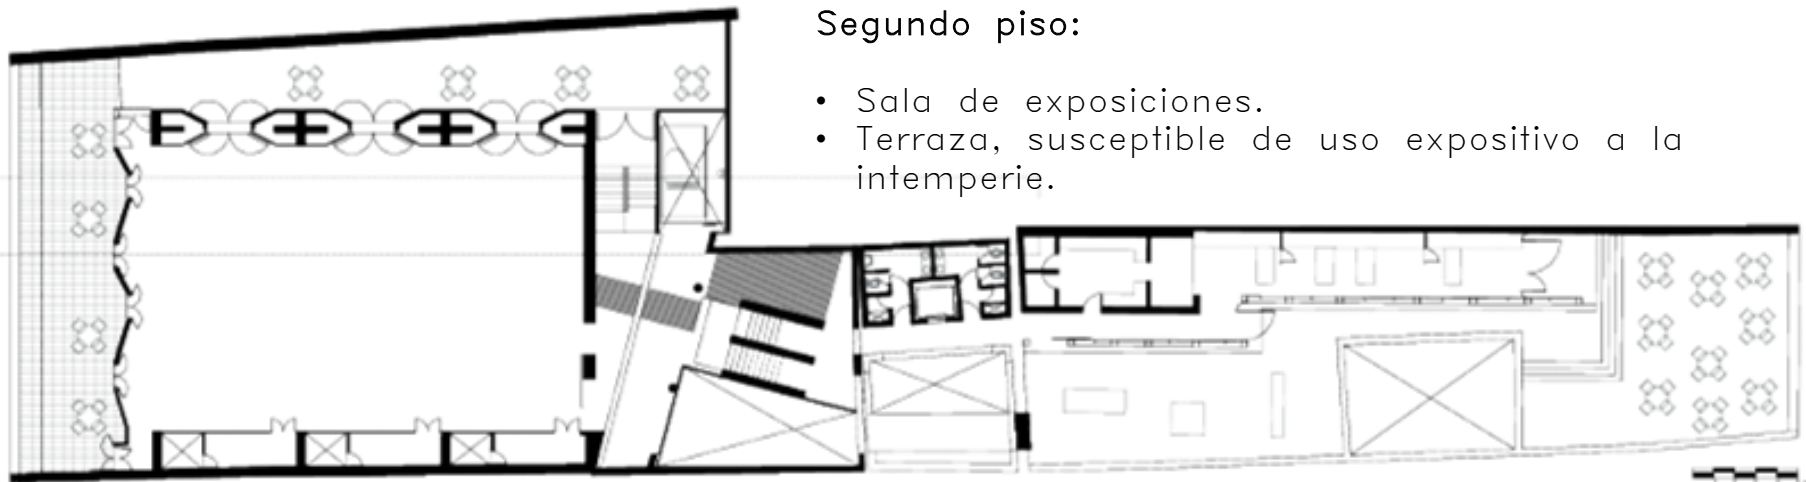 Segundo piso:
• Sala de exposiciones.
• Terraza, susceptible de uso expositivo a la
intemperie.